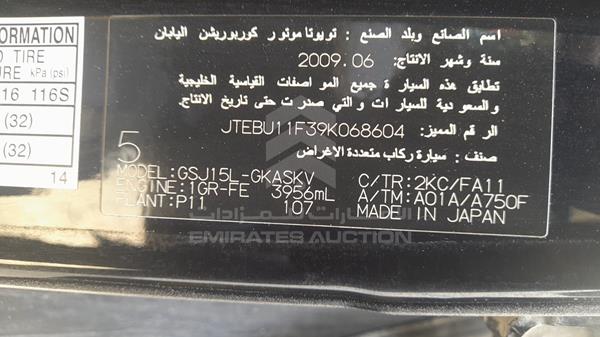 FORMATION
TIRE
URE kPa(psi)
16 116S
(32)
(32)
14
اسم الصانع وبلد الصنع : تويوتا موتور كوربوريشن اليابان
سنة وشهر الانتاج: 2009.06
تطابق هذه السيارة جميع المواصفات القياسية الخليجية
والسعودية للسيارات والتي صدرت حتى تاريخ الانتاج.
الرقم المميز: JTEBU11F39K068604
صنف : سيارة ركاب متعددة الاغراض
5
MODEL:GSJ15L-GKASKV C/TR:2KC/FA11
ENGINE:1GR-FE 3956mL A/TM:A01A/A750F
PLANT:P11 107 MADE IN JAPAN
الإمارات للمزادات
EMIRATES AUCTION